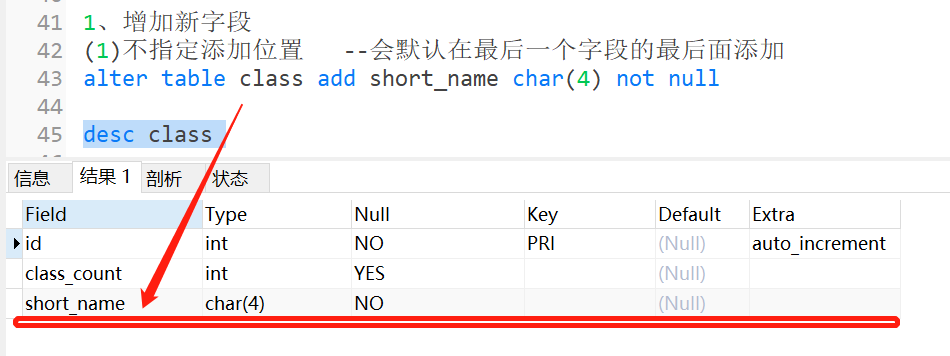 41 1、增加新字段
42 (1)不指定添加位置 --会默认在最后一个字段的最后面添加
43 alter table class add short_name char(4) not null
44
45 desc class
信息 结果 1 剖析 状态
Field Type Null Key Default Extra
id int NO PRI (Null) auto_increment
class_count int YES (Null)
short_name char(4) NO (Null)